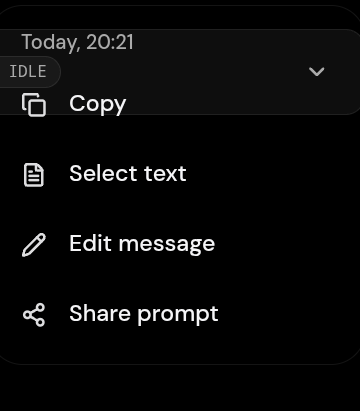 Today, 20:21
IDLE
Copy
Select text
Edit message
Share prompt